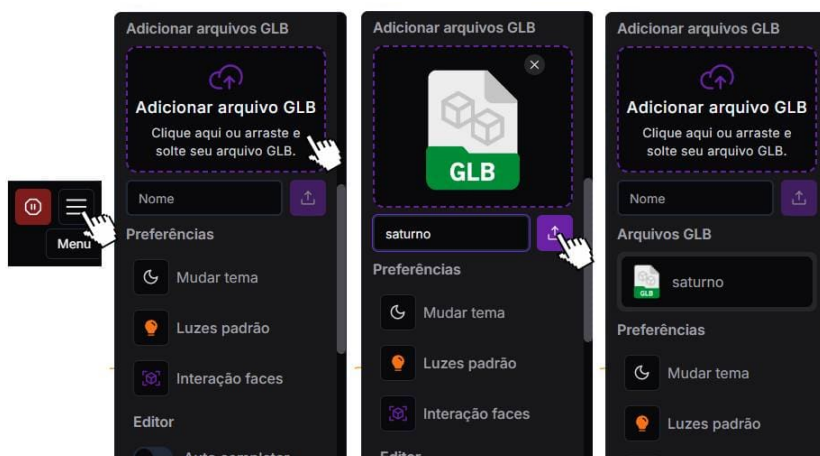 Menu
Adicionar arquivos GLB
Adicionar arquivo GLB
Clique aqui ou arraste e
solte seu arquivo GLB.
Nome
Preferências
Mudar tema
Luzes padrão
Interação faces
Editor
Auto completar
Adicionar arquivos GLB
GLB
saturno
Preferências
Mudar tema
Luzes padrão
Interação faces
Editor
Adicionar arquivos GLB
Adicionar arquivo GLB
Clique aqui ou arraste e
solte seu arquivo GLB.
Nome
Arquivos GLB
GLB
saturno
Preferências
Mudar tema
Luzes padrão